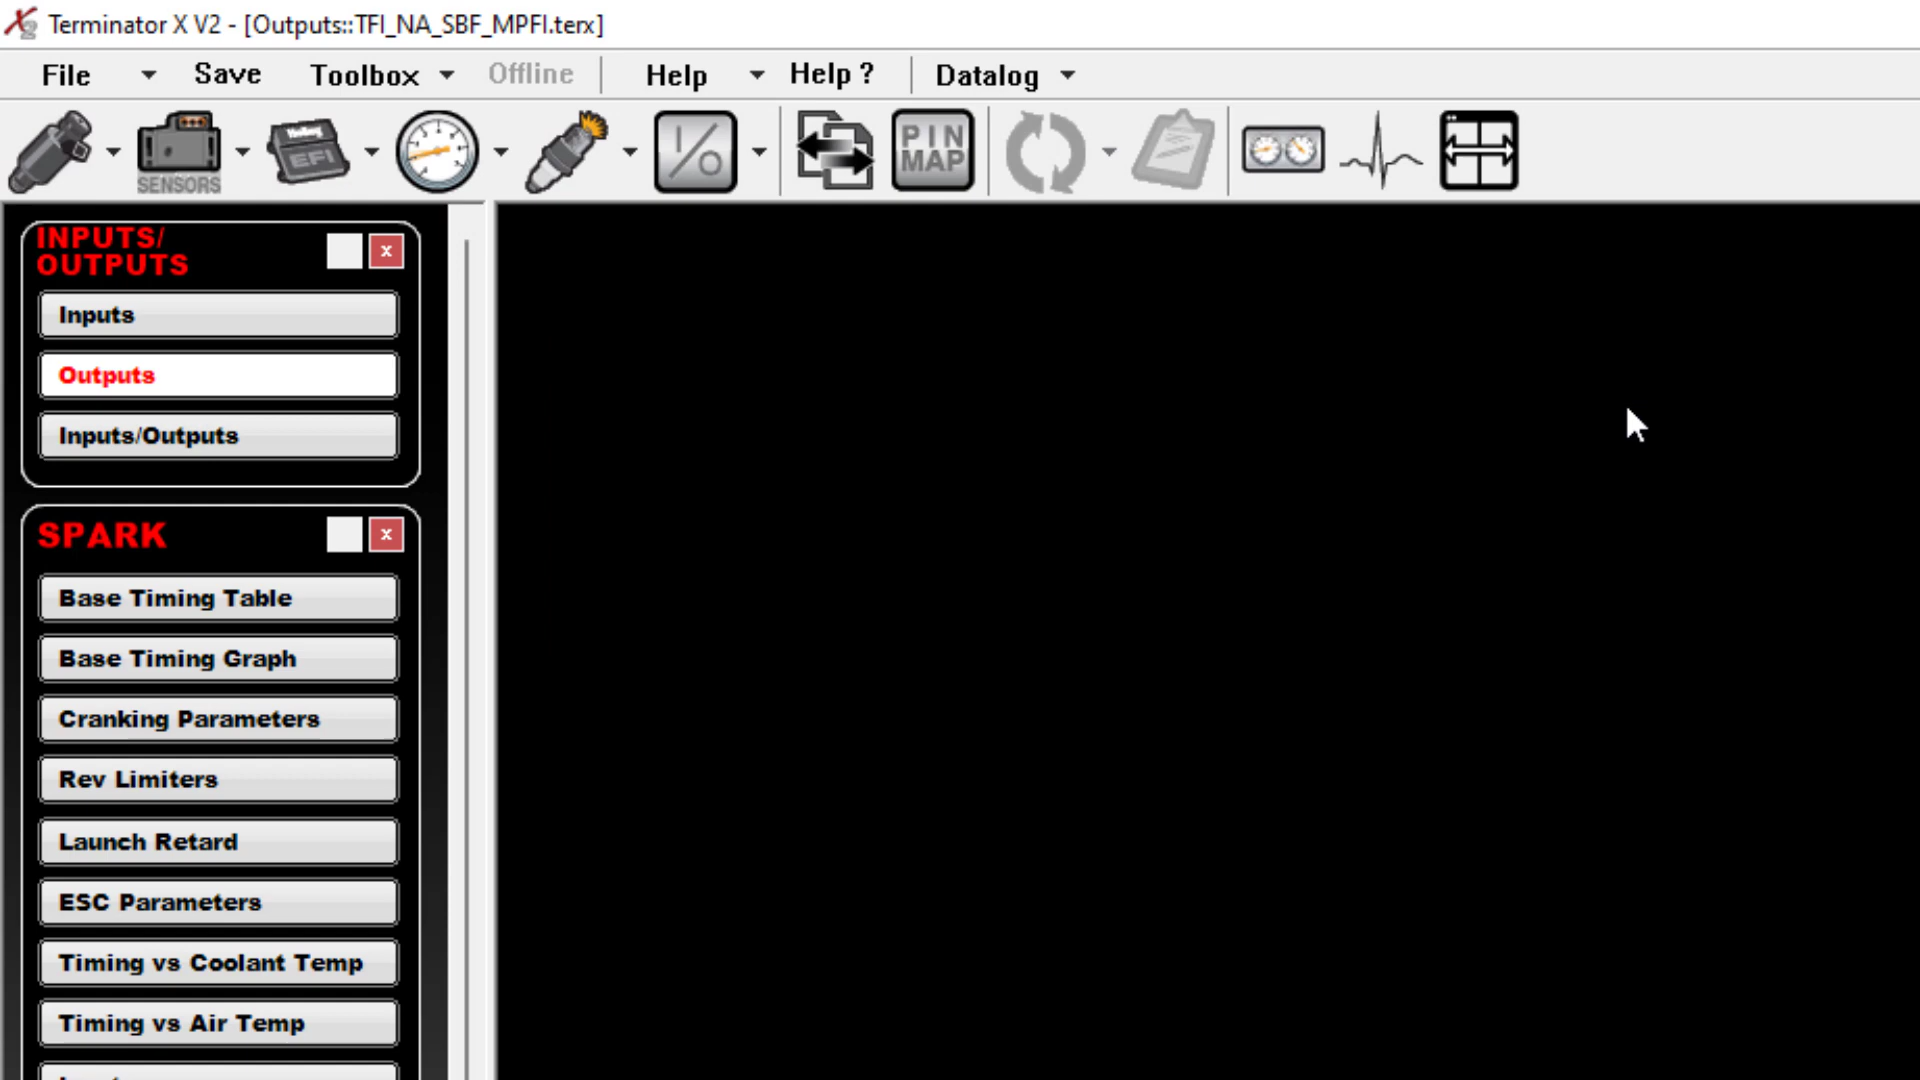 Terminator X V2 - [Outputs::TFI_NA_SBF_MPFI.terx]
File Save Toolbox Offline Help Help ? Datalog
Holley
EFI
I/O
PIN
MAP
SENSORS
INPUTS/
OUTPUTS
x
Inputs
Outputs
Inputs/Outputs
SPARK
x
Base Timing Table
Base Timing Graph
Cranking Parameters
Rev Limiters
Launch Retard
ESC Parameters
Timing vs Coolant Temp
Timing vs Air Temp